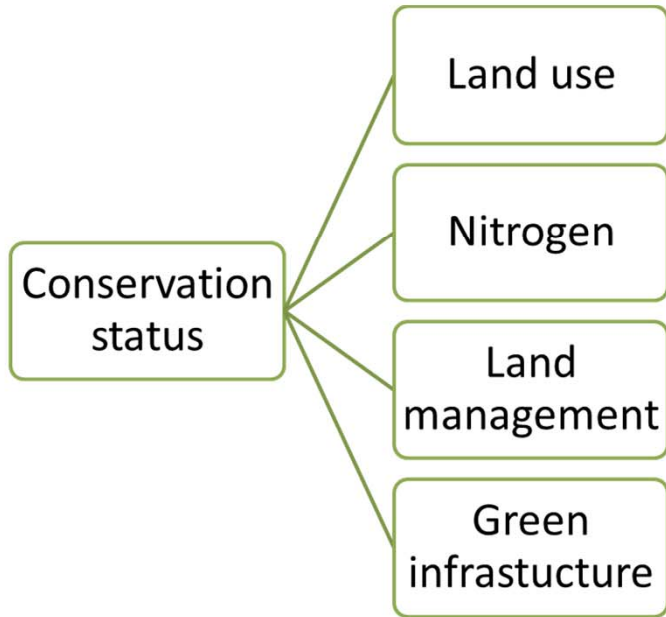 Conservation
status
Land use
Nitrogen
Land
management
Green
infrastucture